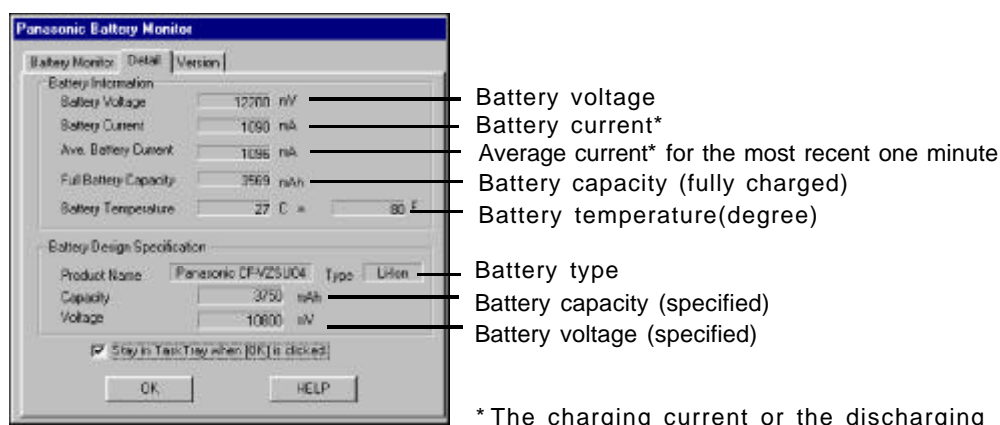 Panasonic Battery Monitor
Battery Monitor Detail Version
Battery Information
Battery Voltage 12200 mV
Battery Current 1090 mA
Ave. Battery Current 1096 mA
Full Battery Capacity 3569 mAh
Battery Temperature 27 C = 80 F
Battery Design Specification
Product Name Panasonic CF-VZSU04 Type Li-Ion
Capacity 3750 mAh
Voltage 10800 mV
Stay in TaskTray when [OK] is clicked.
OK HELP
Battery voltage
Battery current*
Average current* for the most recent one minute
Battery capacity (fully charged)
Battery temperature(degree)
Battery type
Battery capacity (specified)
Battery voltage (specified)
* The charging current or the discharging